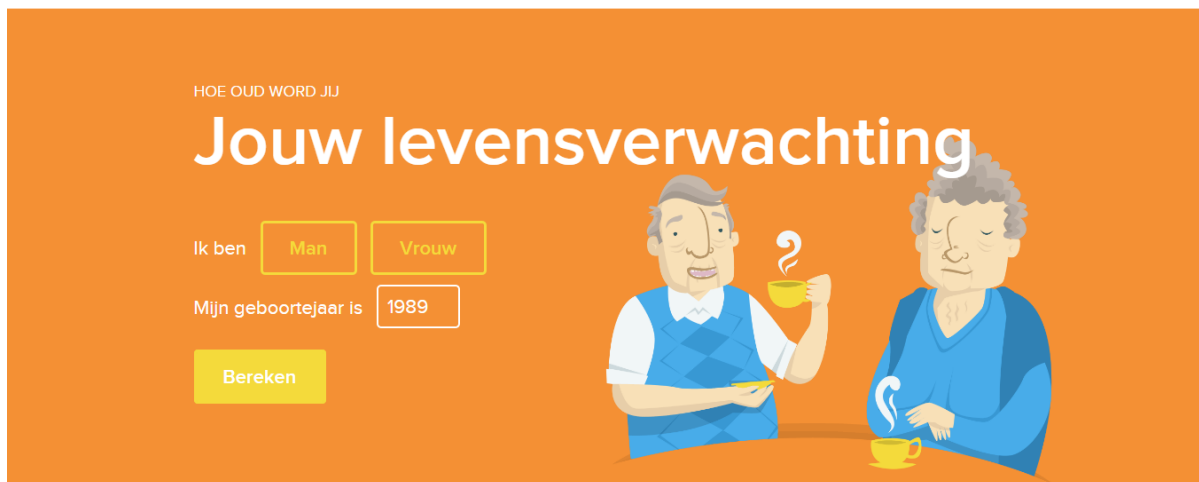 HOE OUD WORD JIJ
Jouw levensverwachting
Ik ben Man Vrouw
Mijn geboortejaar is 1989
Bereken